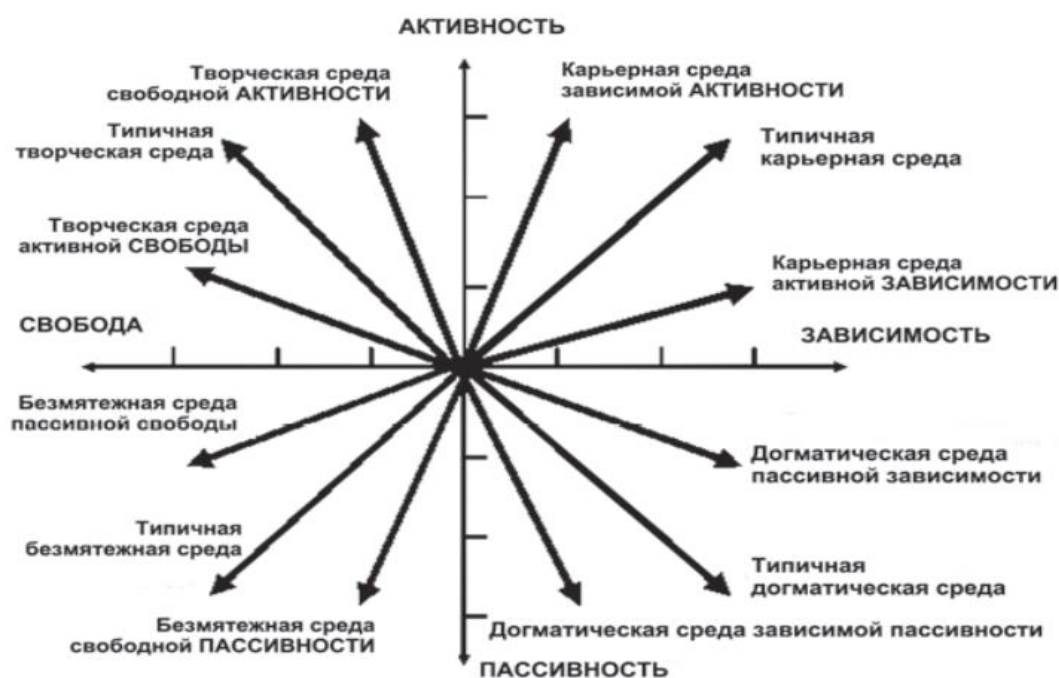 АКТИВНОСТЬ
Творческая среда
свободной АКТИВНОСТИ
Карьерная среда
зависимой АКТИВНОСТИ
Типичная
творческая среда
Типичная
карьерная среда
Творческая среда
активной СВОБОДЫ
Карьерная среда
активной ЗАВИСИМОСТИ
СВОБОДА
ЗАВИСИМОСТЬ
Безмятежная среда
пассивной свободы
Догматическая среда
пассивной зависимости
Типичная
безмятежная среда
Типичная
догматическая среда
Безмятежная среда
свободной ПАССИВНОСТИ
Догматическая среда зависимой пассивности
ПАССИВНОСТЬ